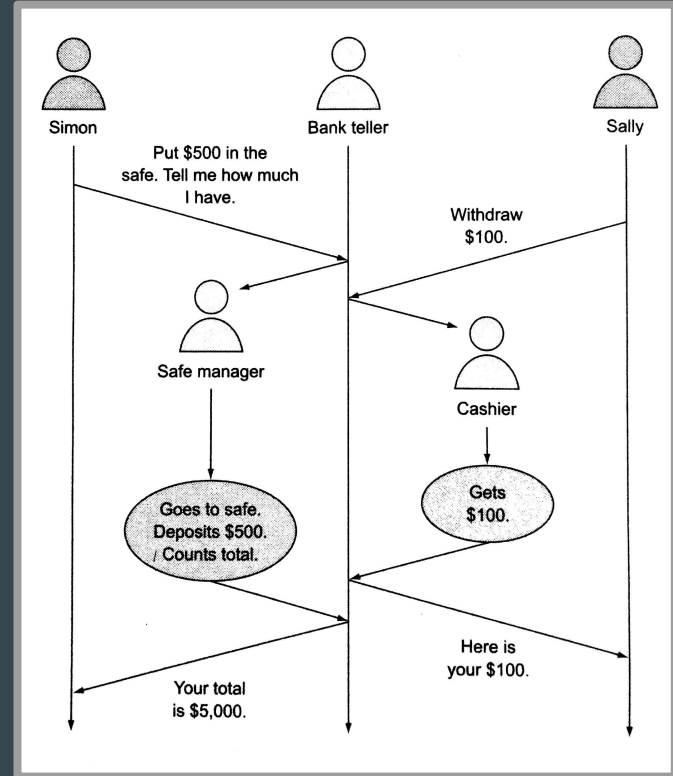 Simon
Bank teller
Sally
Put $500 in the
safe. Tell me how much
I have.
Withdraw
$100.
Safe manager
Cashier
Goes to safe.
Deposits $500.
Counts total.
Gets
$100.
Here is
your $100.
Your total
is $5,000.